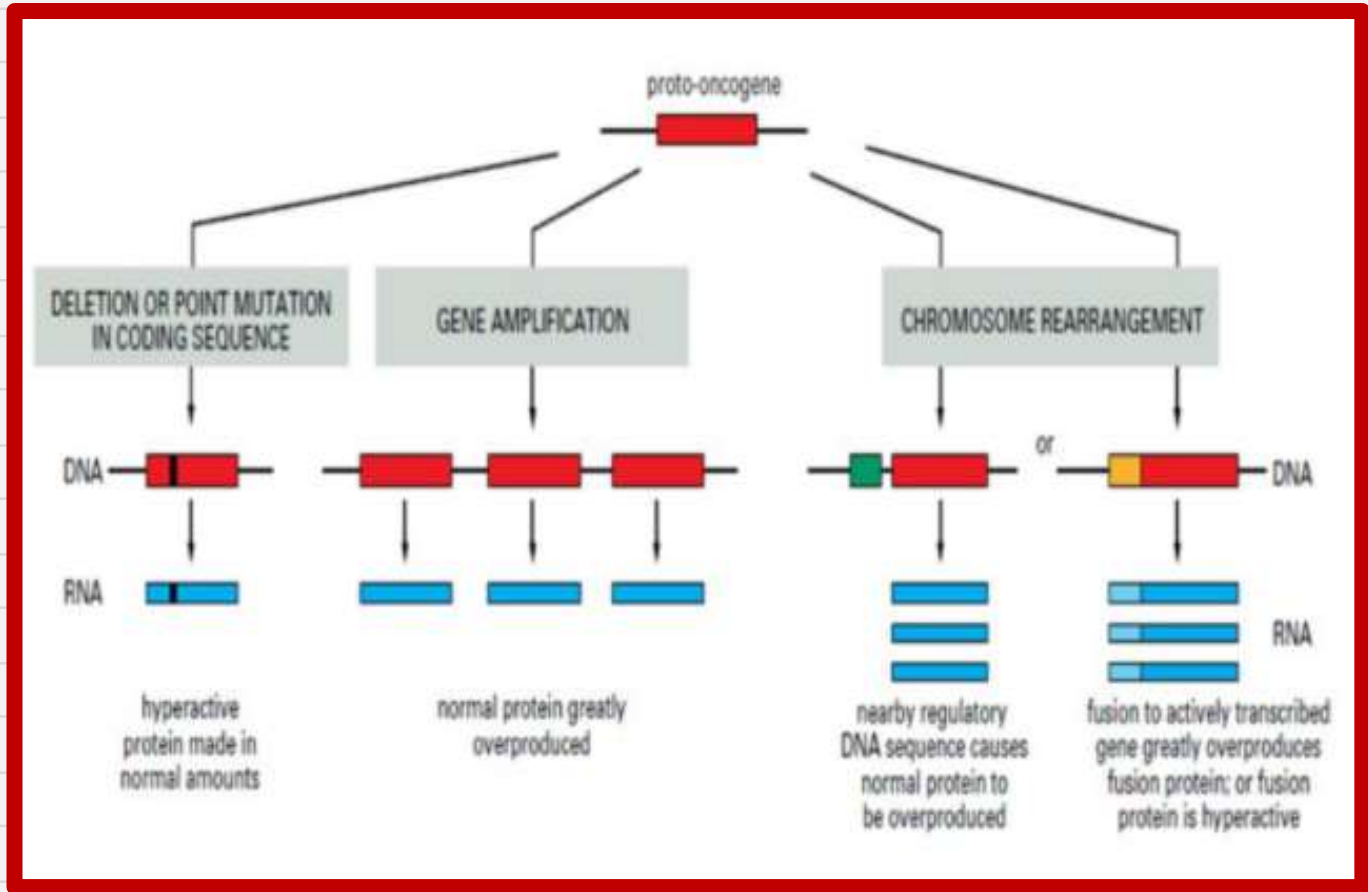 proto-oncogene
DELETION OR POINT MUTATION
IN CODING SEQUENCE
GENE AMPLIFICATION
CHROMOSOME REARRANGEMENT
DNA
or
DNA
RNA
RNA
hyperactive
protein made in
normal amounts
normal protein greatly
overproduced
nearby regulatory
DNA sequence causes
normal protein to
be overproduced
fusion to actively transcribed
gene greatly overproduces
fusion protein; or fusion
protein is hyperactive